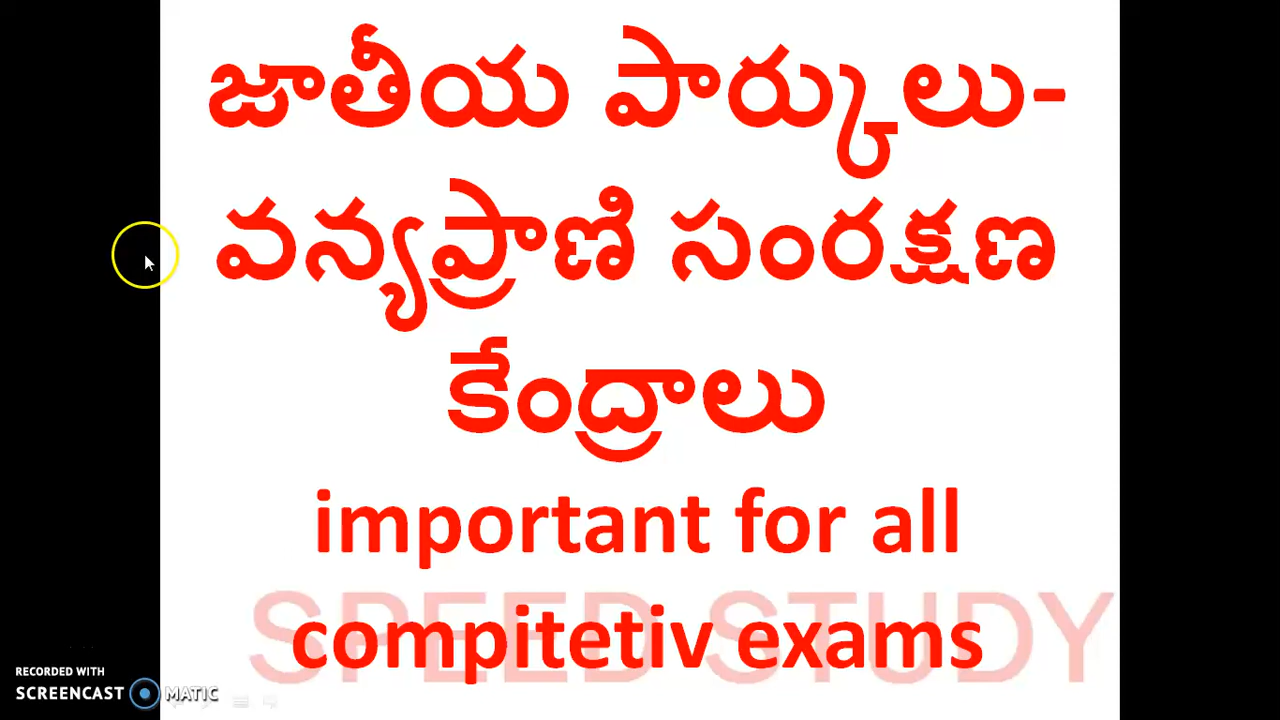 జాతీయ పార్కులు-
వన్యప్రాణి సంరక్షణ
కేంద్రాలు
important for all
compitetiv exams
SPEED STUDY
RECORDED WITH
SCREENCAST MATIC